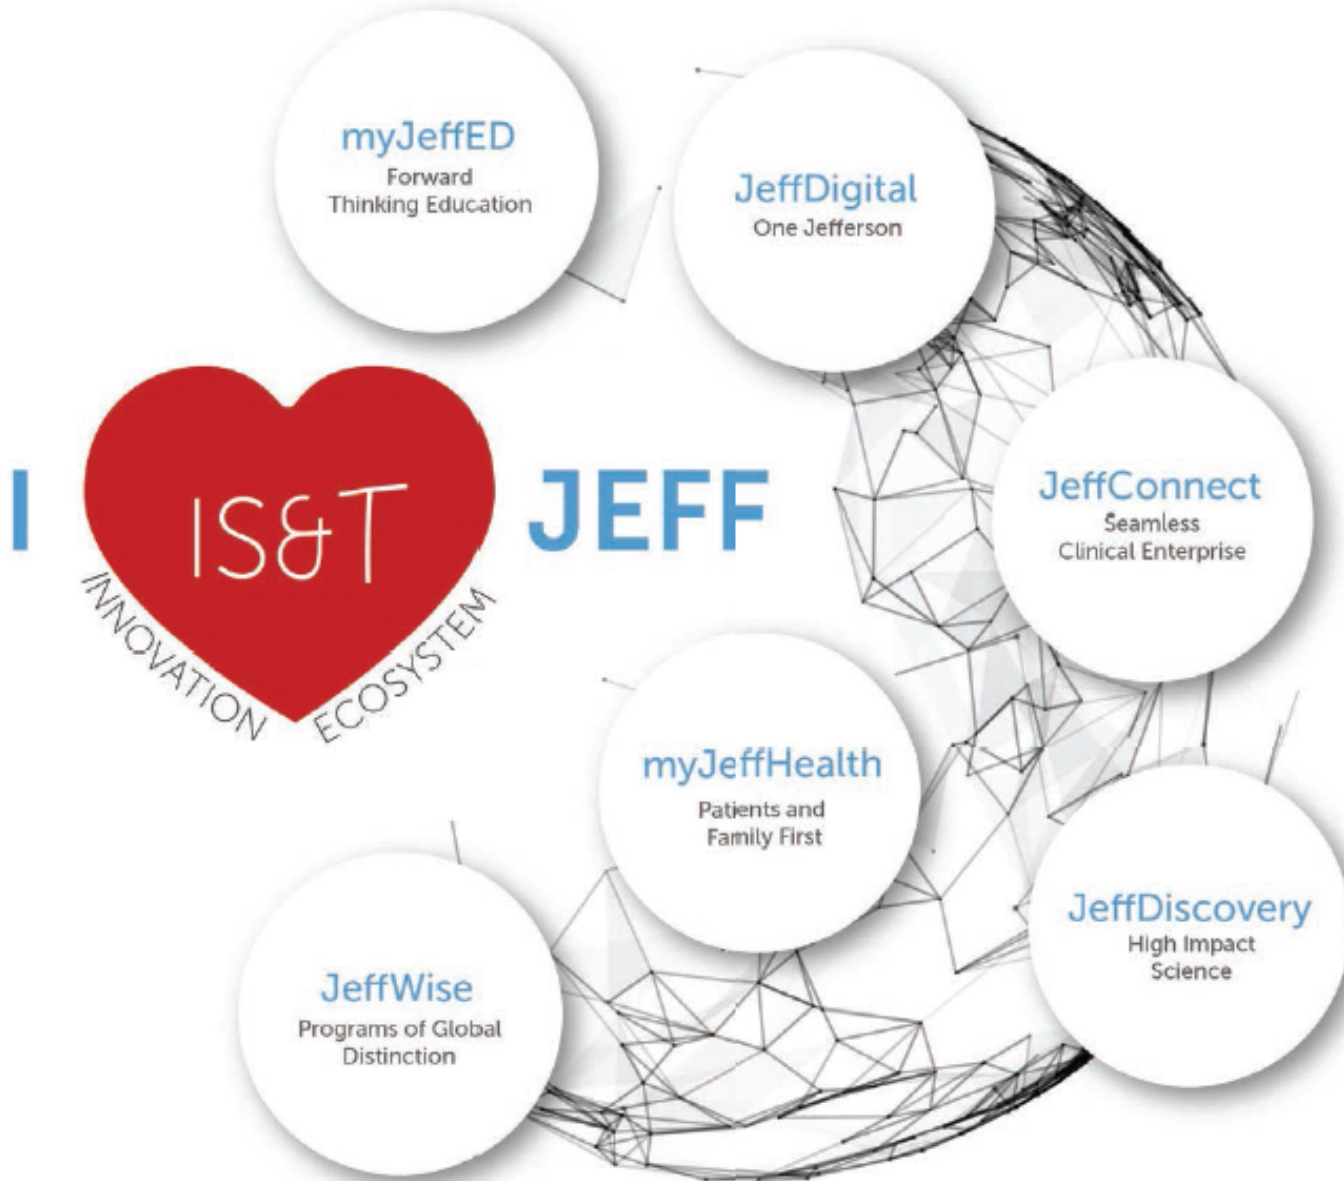 myJeffED
Forward
Thinking Education
JeffDigital
One Jefferson
I
IS&T
JEFF
INNOVATION
ECOSYSTEM
JeffConnect
Seamless
Clinical Enterprise
myJeffHealth
Patients and
Family First
JeffDiscovery
High Impact
Science
JeffWise
Programs of Global
Distinction